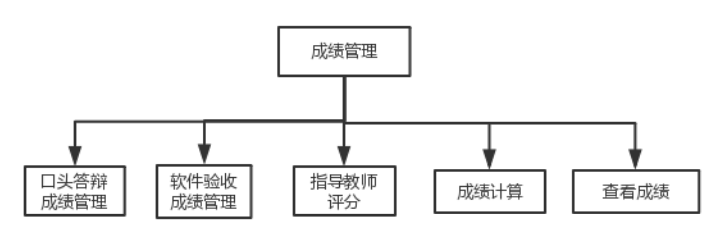 成绩管理
口头答辩
成绩管理
软件验收
成绩管理
指导教师
评分
成绩计算
查看成绩